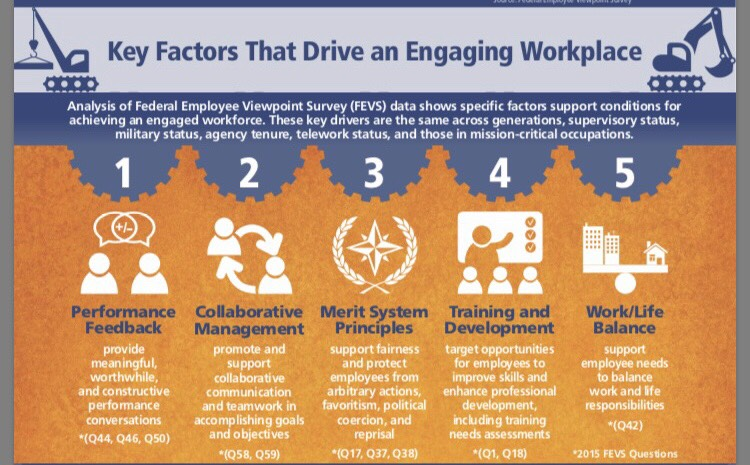 Source: Federal Employee Viewpoint Survey
Key Factors That Drive an Engaging Workplace
Analysis of Federal Employee Viewpoint Survey (FEVS) data shows specific factors support conditions for
achieving an engaged workforce. These key drivers are the same across generations, supervisory status,
military status, agency tenure, telework status, and those in mission-critical occupations.
1
+/-
Performance
Feedback
provide
meaningful,
worthwhile,
and constructive
performance
conversations
*(Q44, Q46, Q50)
2
Collaborative
Management
promote and
support
collaborative
communication
and teamwork in
accomplishing goals
and objectives
*(Q58, Q59)
3
Merit System
Principles
support fairness
and protect
employees from
arbitrary actions,
favoritism, political
coercion, and
reprisal
*(Q17, Q37, Q38)
4
Training and
Development
target opportunities
for employees to
improve skills and
enhance professional
development,
including training
needs assessments
*(Q1, Q18)
5
Work/Life
Balance
support
employee needs
to balance
work and life
responsibilities
*(Q42)
*2015 FEVS Questions